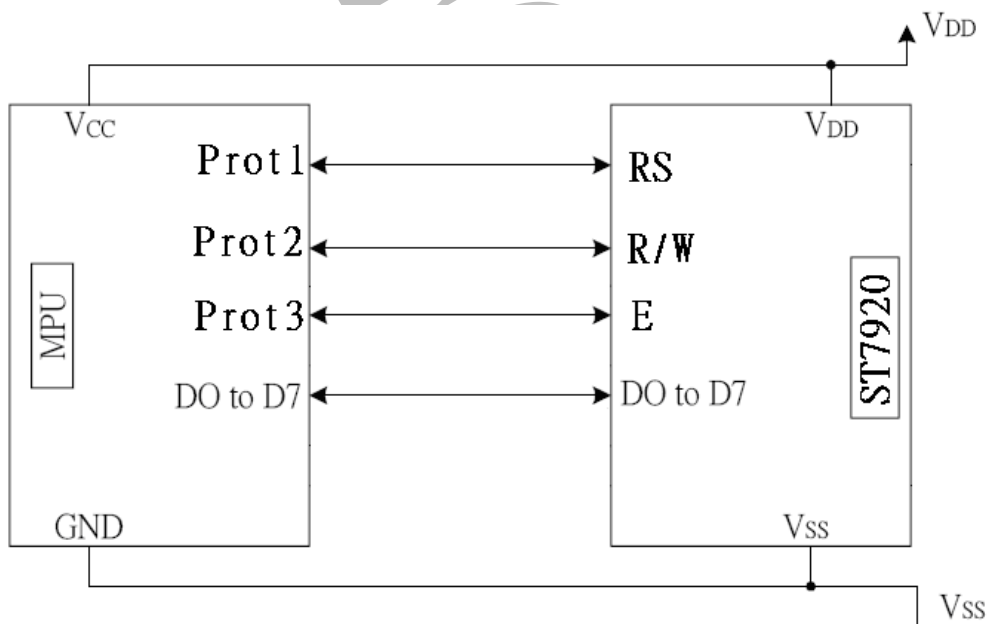 VDD
VCC
VDD
Prot1
RS
Prot2
R/W
Prot3
E
MPU
ST7920
DO to D7
DO to D7
GND
VSS
VSS